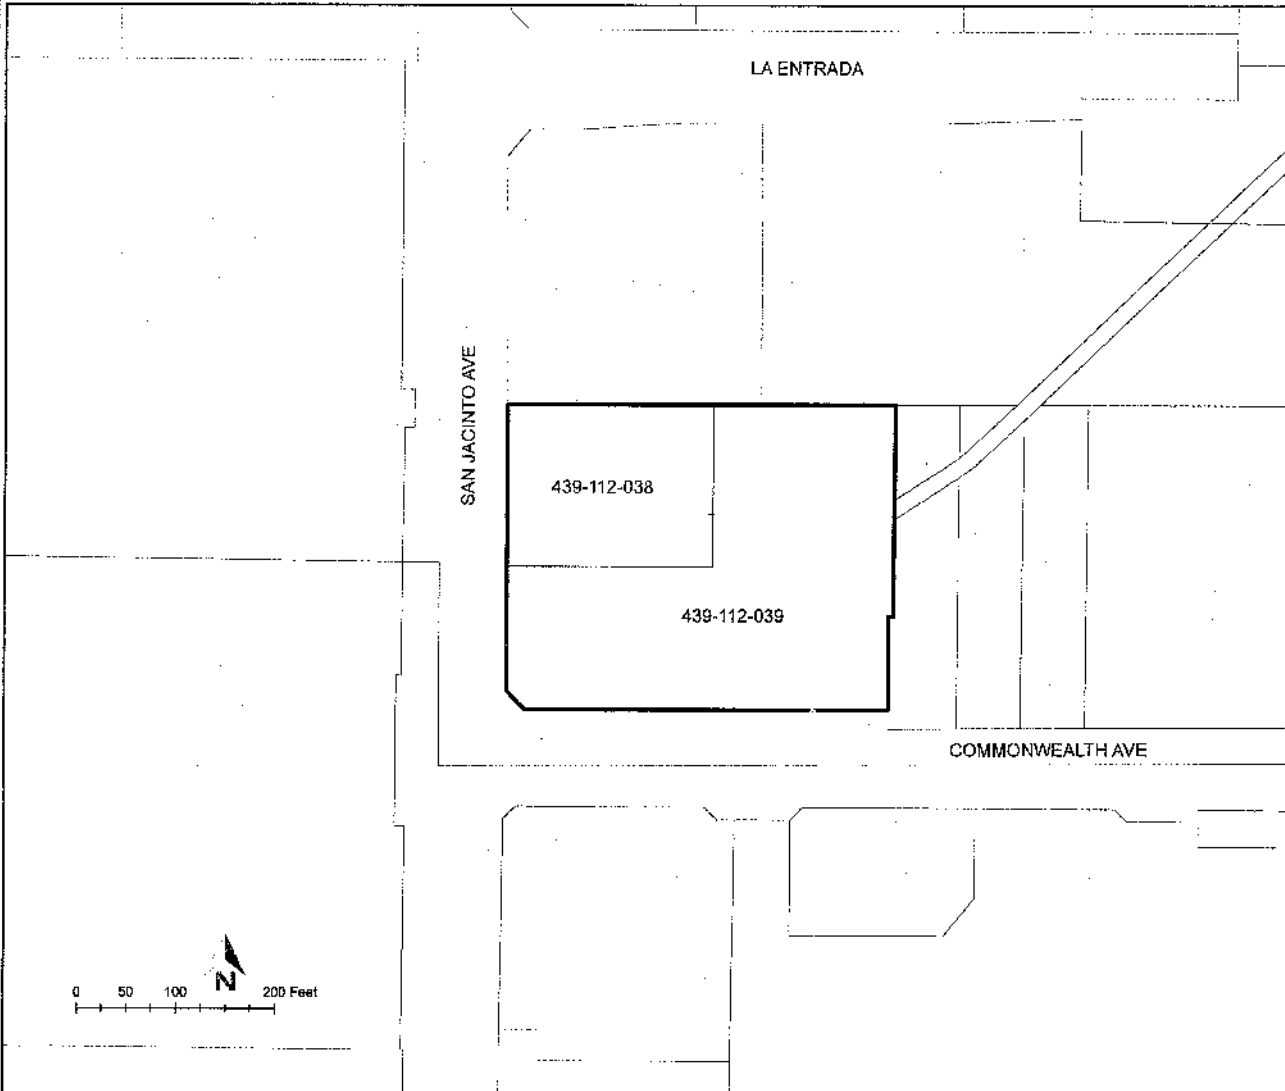 LA ENTRADA
SAN JACINTO AVE
439-112-038
439-112-039
COMMONWEALTH AVE
N
0 50 100 200 Feet